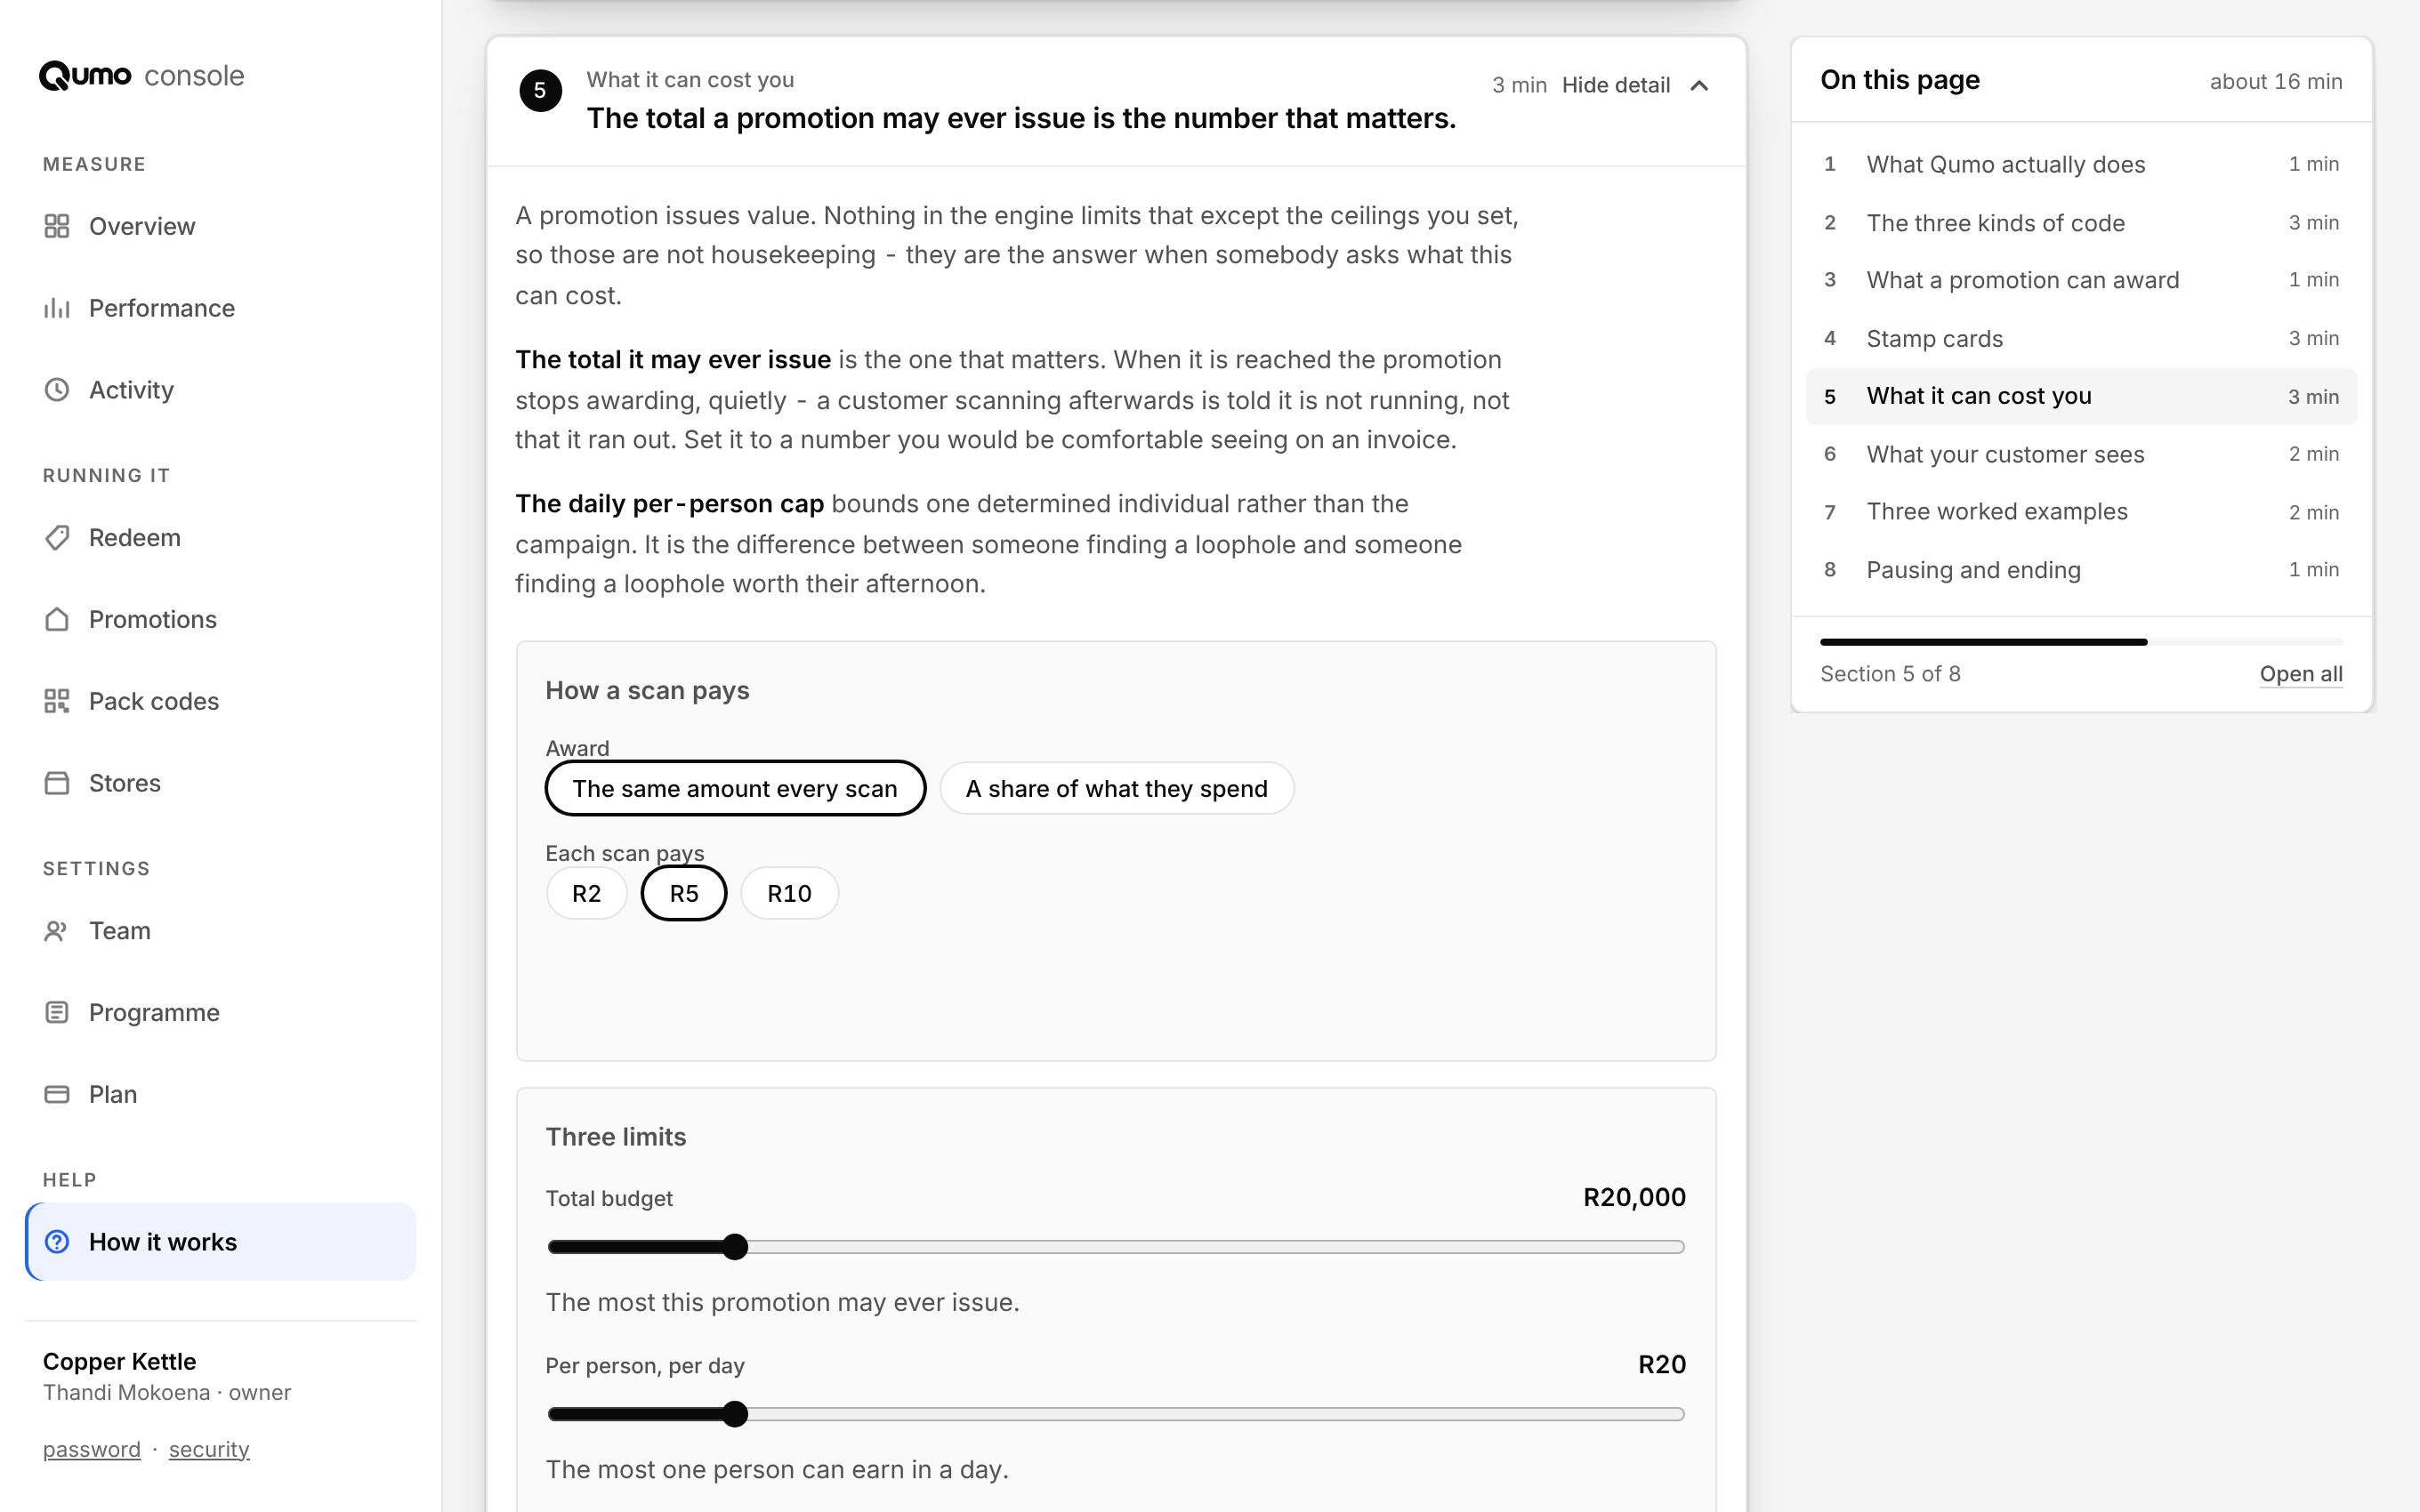 Qumo console
MEASURE
Overview
Performance
Activity
RUNNING IT
Redeem
Promotions
Pack codes
Stores
SETTINGS
Team
Programme
Plan
HELP
How it works
Copper Kettle
Thandi Mokoena · owner
password · security
5
What it can cost you
3 min Hide detail
The total a promotion may ever issue is the number that matters.
A promotion issues value. Nothing in the engine limits that except the ceilings you set,
so those are not housekeeping - they are the answer when somebody asks what this
can cost.
The total it may ever issue is the one that matters. When it is reached the promotion
stops awarding, quietly - a customer scanning afterwards is told it is not running, not
that it ran out. Set it to a number you would be comfortable seeing on an invoice.
The daily per-person cap bounds one determined individual rather than the
campaign. It is the difference between someone finding a loophole and someone
finding a loophole worth their afternoon.
How a scan pays
Award
The same amount every scan
A share of what they spend
Each scan pays
R2 R5 R10
Three limits
Total budget R20,000
The most this promotion may ever issue.
Per person, per day R20
The most one person can earn in a day.
On this page about 16 min
1 What Qumo actually does 1 min
2 The three kinds of code 3 min
3 What a promotion can award 1 min
4 Stamp cards 3 min
5 What it can cost you 3 min
6 What your customer sees 2 min
7 Three worked examples 2 min
8 Pausing and ending 1 min
Section 5 of 8 Open all